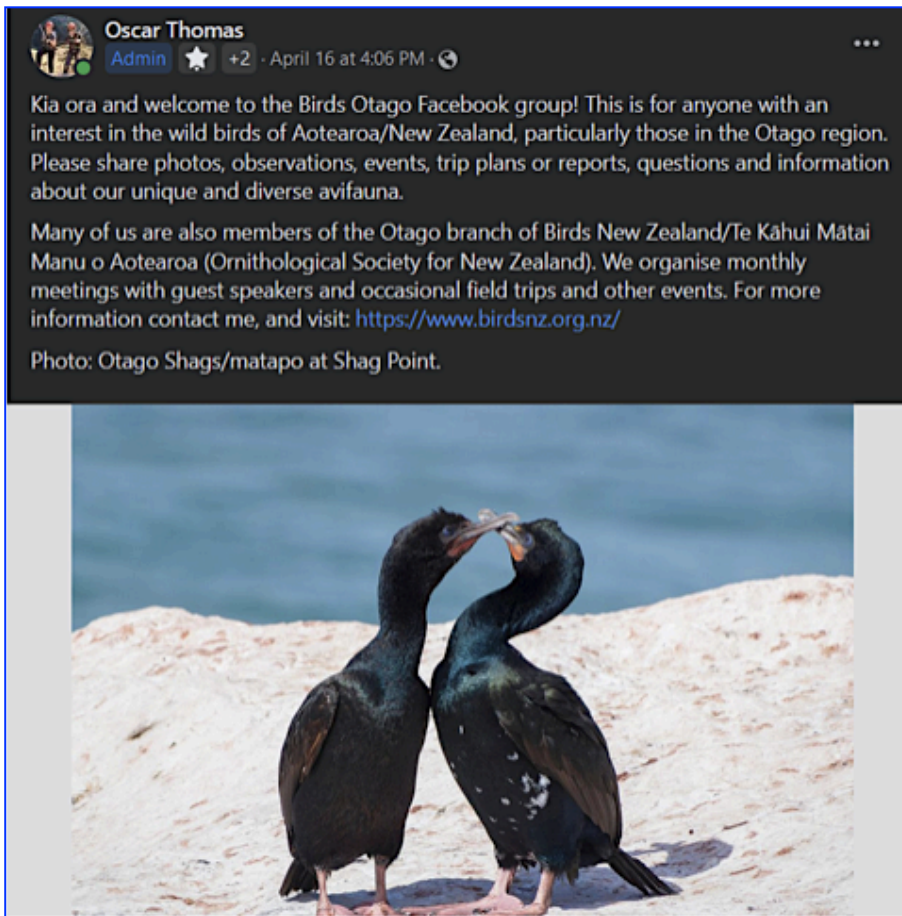 Oscar Thomas
Admin +2 · April 16 at 4:06 PM ·
Kia ora and welcome to the Birds Otago Facebook group! This is for anyone with an
interest in the wild birds of Aotearoa/New Zealand, particularly those in the Otago region.
Please share photos, observations, events, trip plans or reports, questions and information
about our unique and diverse avifauna.
Many of us are also members of the Otago branch of Birds New Zealand/Te Kāhui Mātai
Manu o Aotearoa (Ornithological Society for New Zealand). We organise monthly
meetings with guest speakers and occasional field trips and other events. For more
information contact me, and visit: https://www.birdsnz.org.nz/
Photo: Otago Shags/matapo at Shag Point.